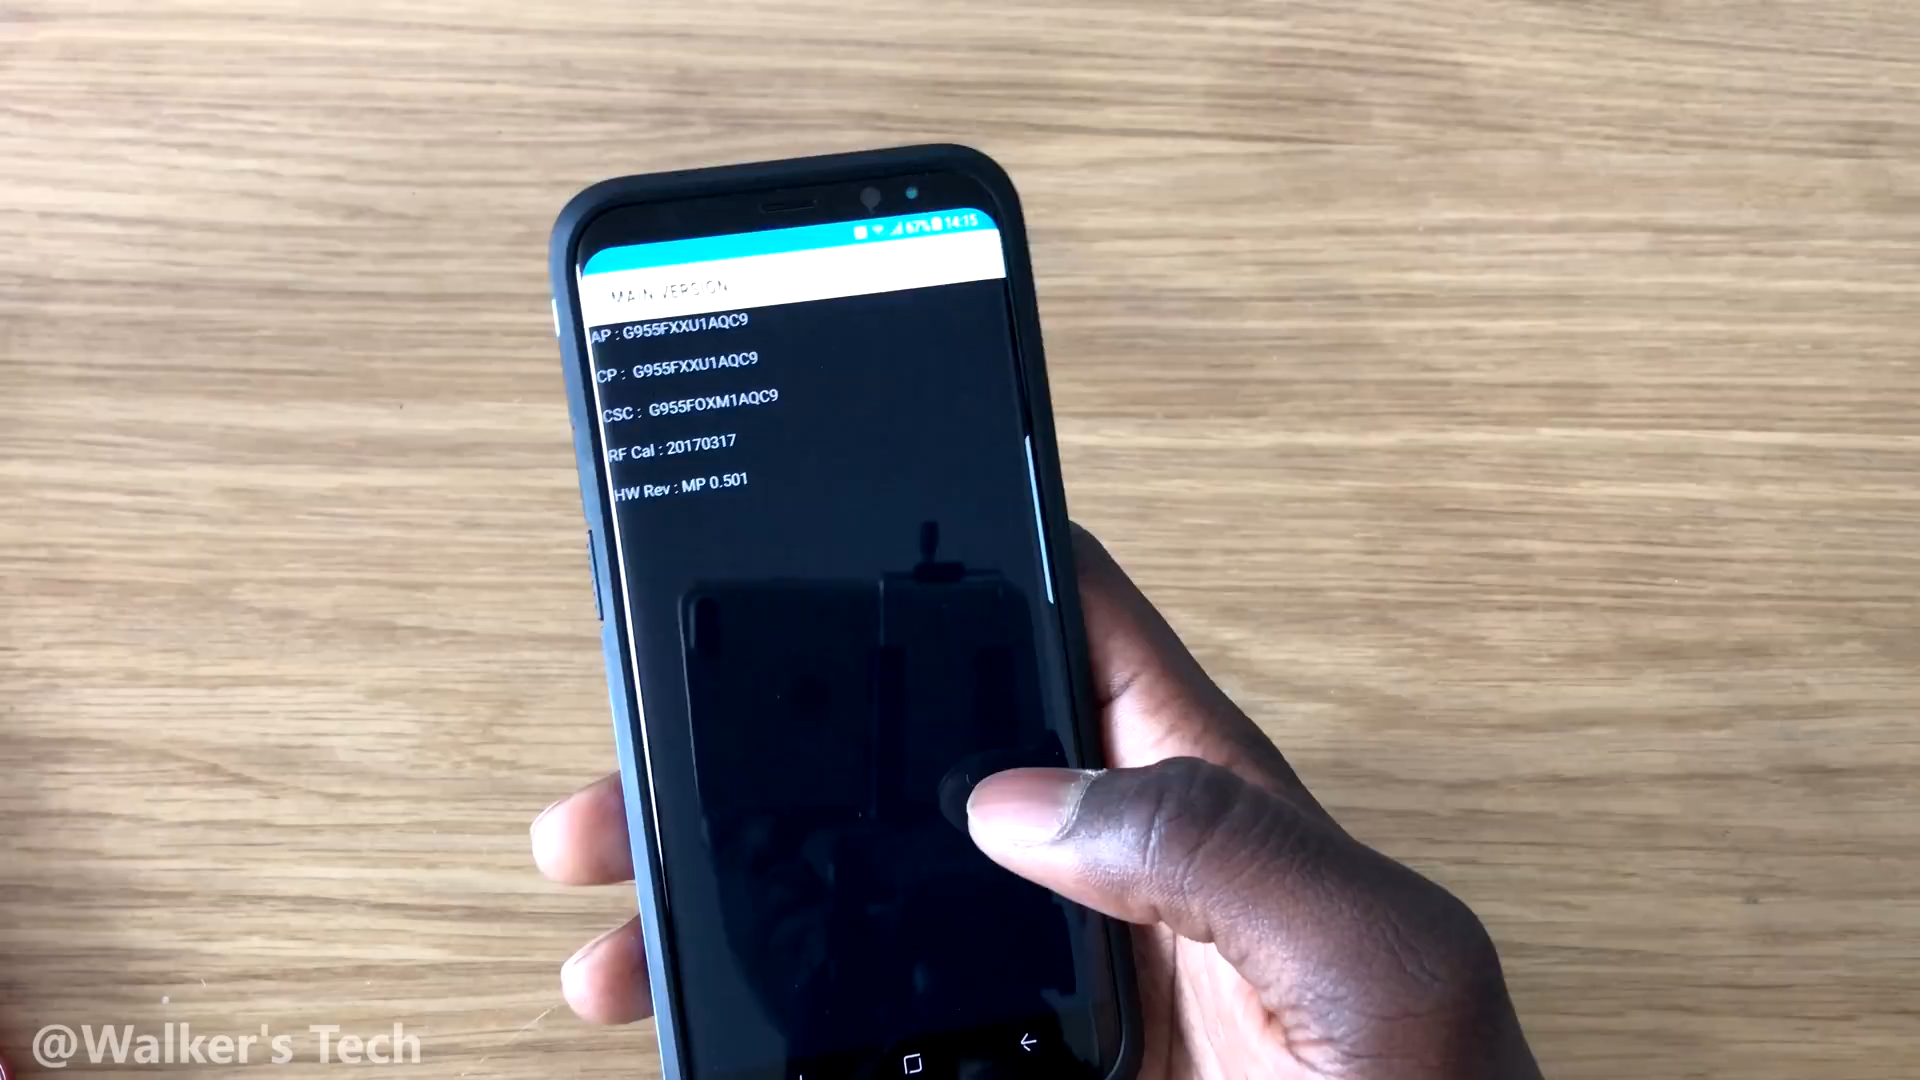 67% 14:15
MAIN VERSION
AP : G955FXXU1AQC9
CP : G955FXXU1AQC9
CSC : G955FOXM1AQC9
RF Cal : 20170317
HW Rev : MP 0.501
@Walker's Tech